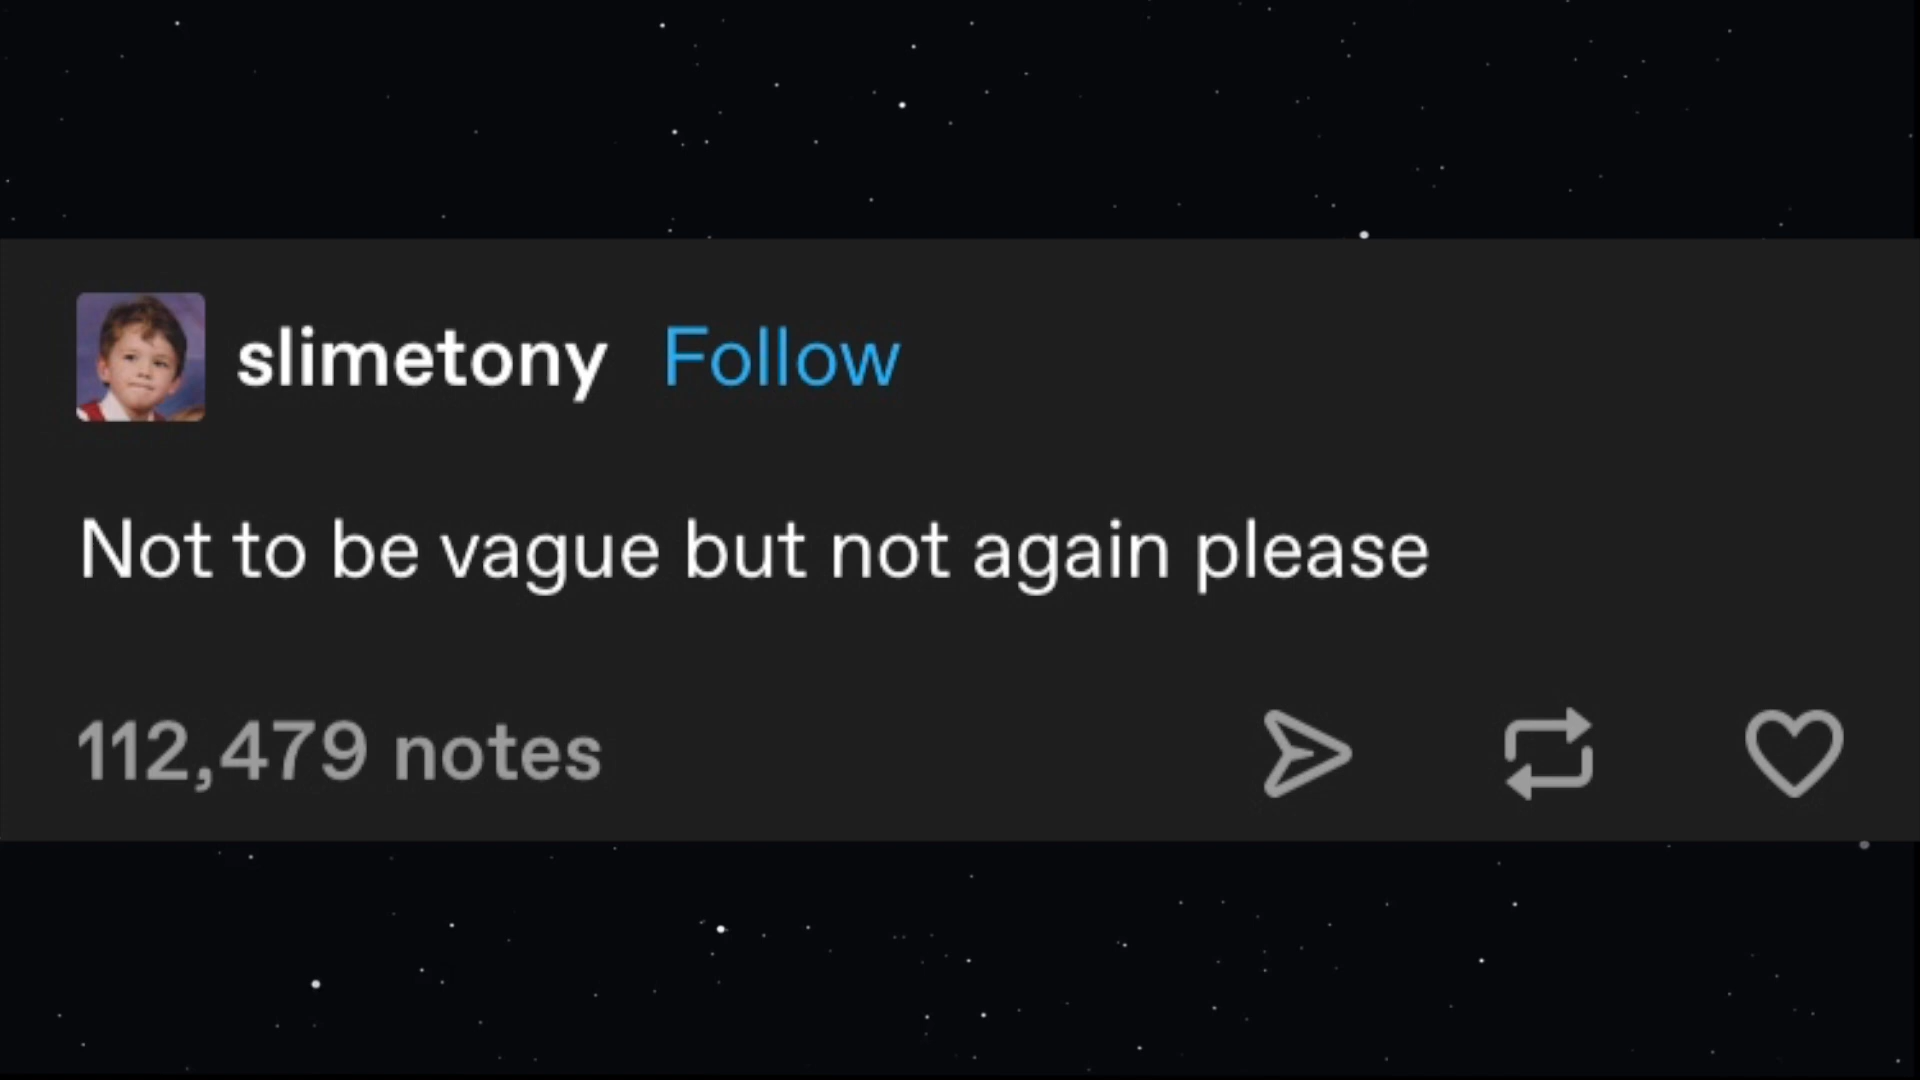 slimetony Follow
Not to be vague but not again please
112,479 notes